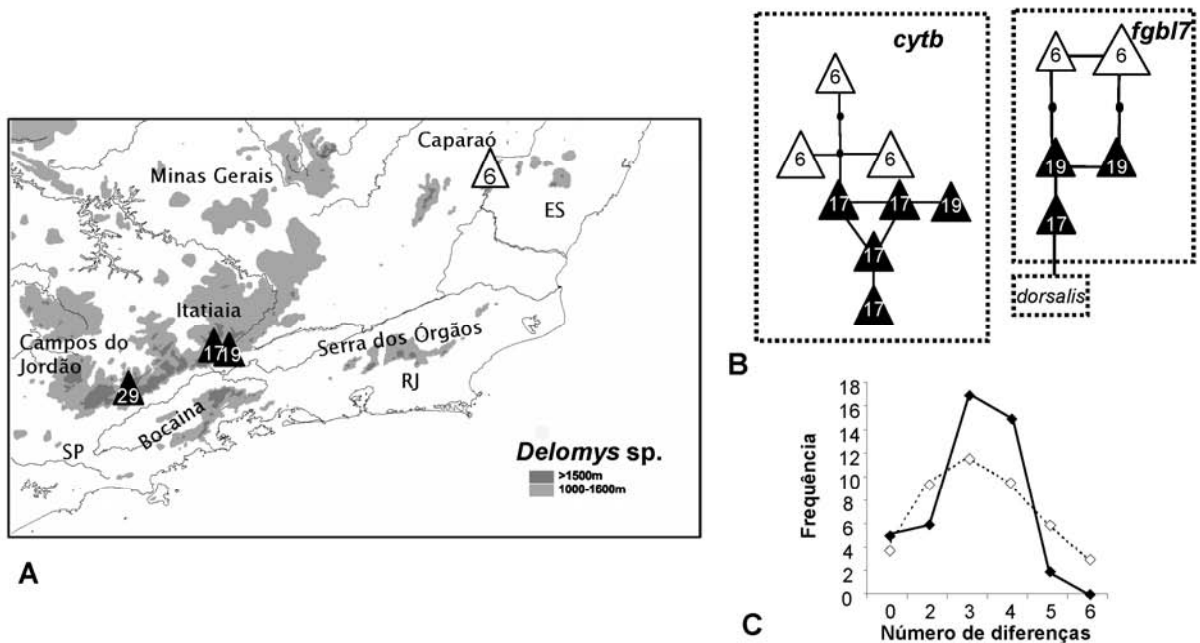 Caparaó
6
Minas Gerais
ES
Itatiaia
17 19
Campos do
Jordão
29
Serra dos Órgãos
RJ
Bocaina
SP
Delomys sp.
>1500m
1000-1600m
A
cytb
6
6 6
17 17 19
17
17
fgbI7
6 6
19 19
17
dorsalis
B
18
16
14
12
10
8
6
4
2
0
Frequência
0 2 3 4 5 6
Número de diferenças
C